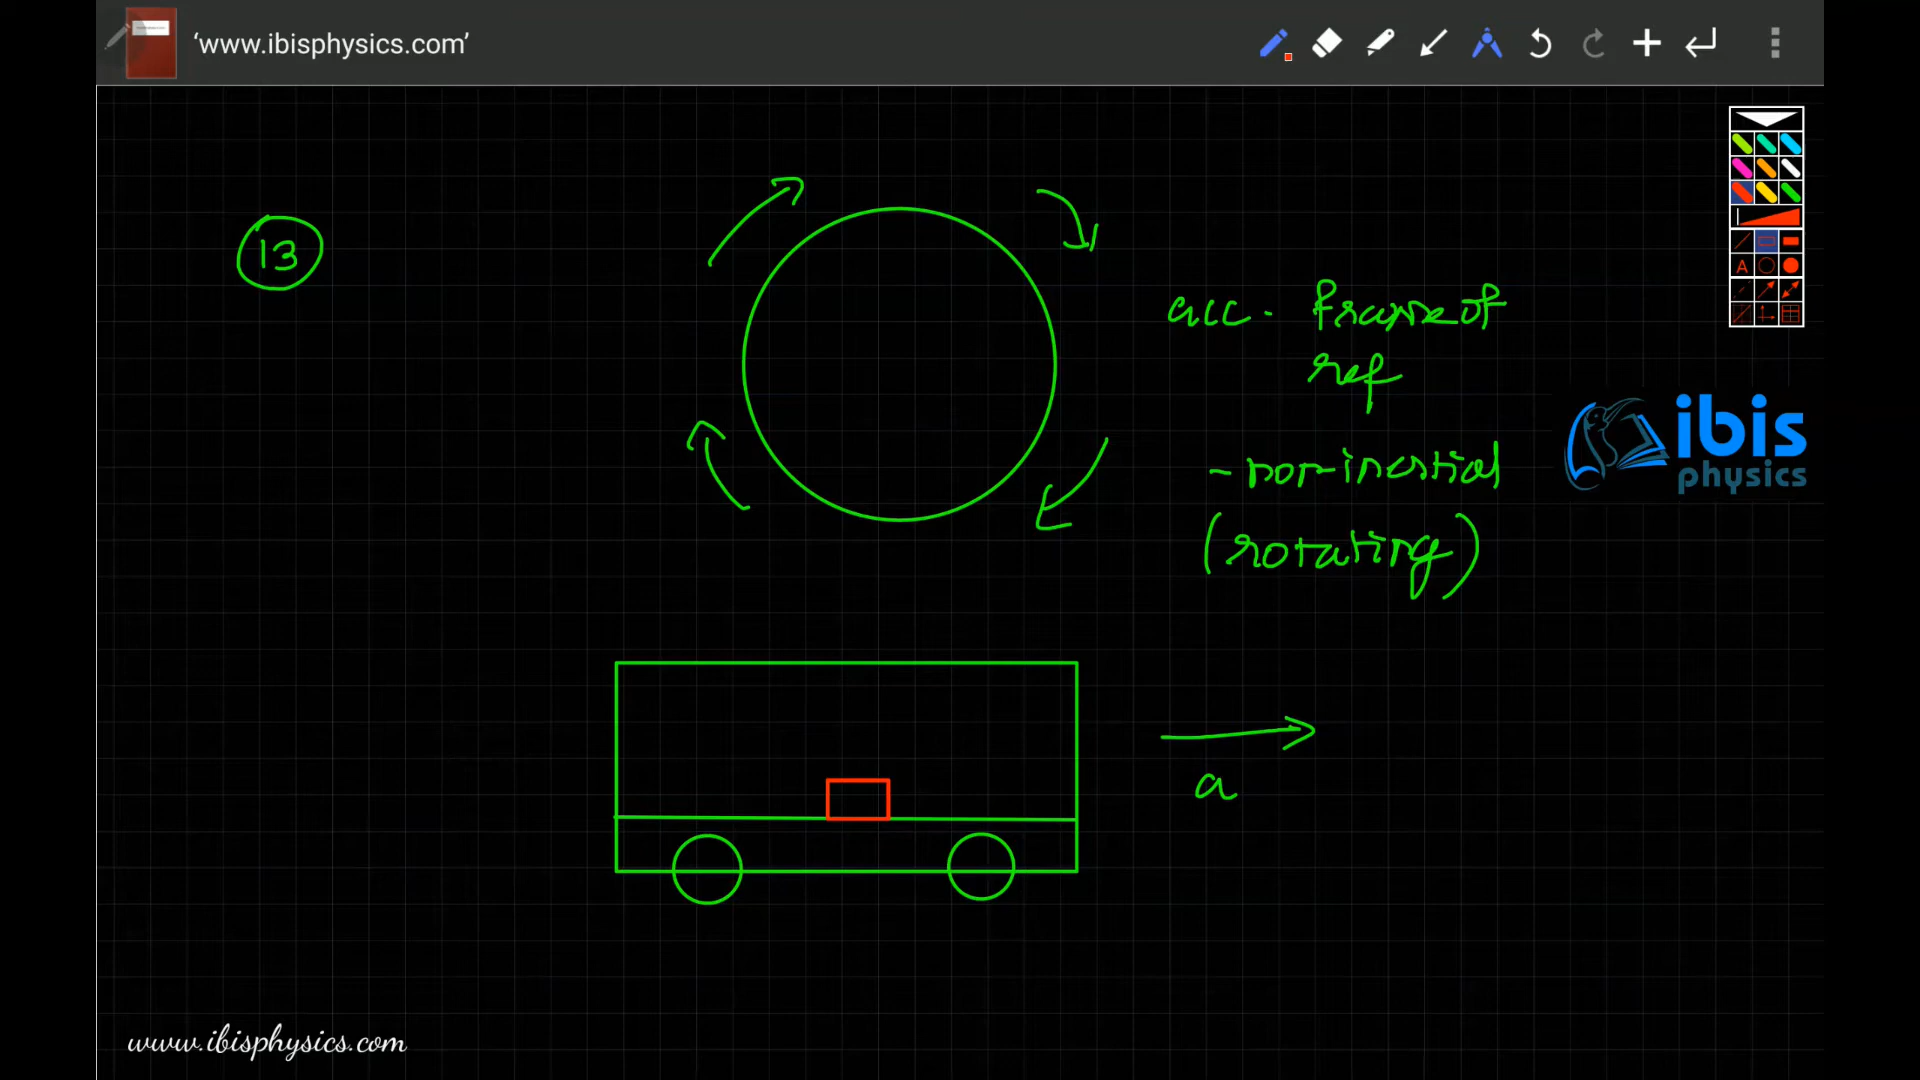 ‘www.ibisphysics.com’
13
acc. frame of
ref
- non-inertial
(rotating)
ibis
physics
a
A
www.ibisphysics.com